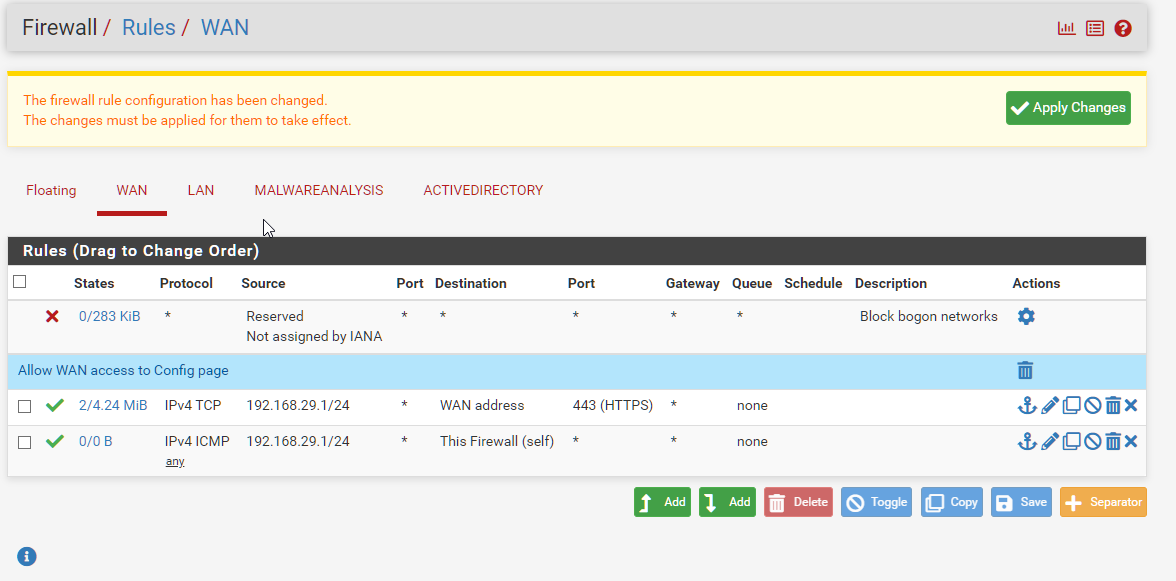 Firewall / Rules / WAN
The firewall rule configuration has been changed.
The changes must be applied for them to take effect.
Apply Changes
Floating WAN LAN MALWAREANALYSIS ACTIVEDIRECTORY
Rules (Drag to Change Order)
States Protocol Source Port Destination Port Gateway Queue Schedule Description Actions
0/283 KiB * Reserved * * * * * Block bogon networks
Not assigned by IANA
Allow WAN access to Config page
2/4.24 MiB IPv4 TCP 192.168.29.1/24 * WAN address 443 (HTTPS) * none
0/0 B IPv4 ICMP 192.168.29.1/24 * This Firewall (self) * * none
any
Add Add Delete Toggle Copy Save Separator